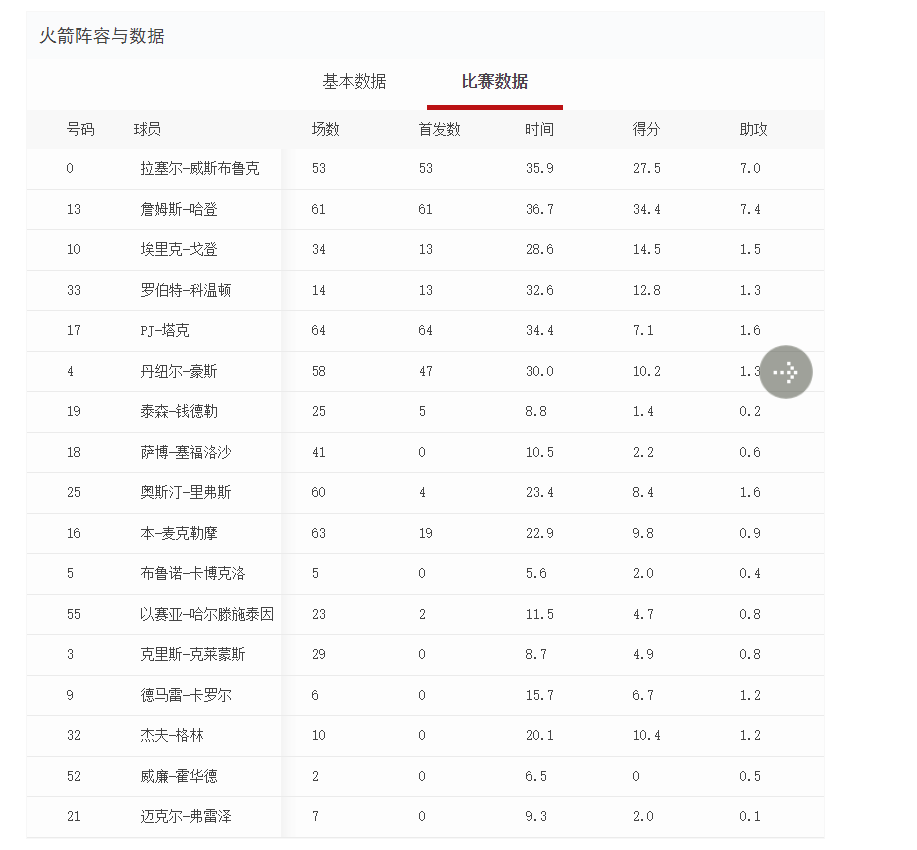 火箭阵容与数据
基本数据 比赛数据
号码 球员 场数 首发数 时间 得分 助攻
0 拉塞尔-威斯布鲁克 53 53 35.9 27.5 7.0
13 詹姆斯-哈登 61 61 36.7 34.4 7.4
10 埃里克-戈登 34 13 28.6 14.5 1.5
33 罗伯特-科温顿 14 13 32.6 12.8 1.3
17 PJ-塔克 64 64 34.4 7.1 1.6
4 丹纽尔-豪斯 58 47 30.0 10.2 1.3
19 泰森-钱德勒 25 5 8.8 1.4 0.2
18 萨博-塞福洛沙 41 0 10.5 2.2 0.6
25 奥斯汀-里弗斯 60 4 23.4 8.4 1.6
16 本-麦克勒摩 63 19 22.9 9.8 0.9
5 布鲁诺-卡博克洛 5 0 5.6 2.0 0.4
55 以赛亚-哈尔滕施泰因 23 2 11.5 4.7 0.8
3 克里斯-克莱蒙斯 29 0 8.7 4.9 0.8
9 德马雷-卡罗尔 6 0 15.7 6.7 1.2
32 杰夫-格林 10 0 20.1 10.4 1.2
52 威廉-霍华德 2 0 6.5 0 0.5
21 迈克尔-弗雷泽 7 0 9.3 2.0 0.1